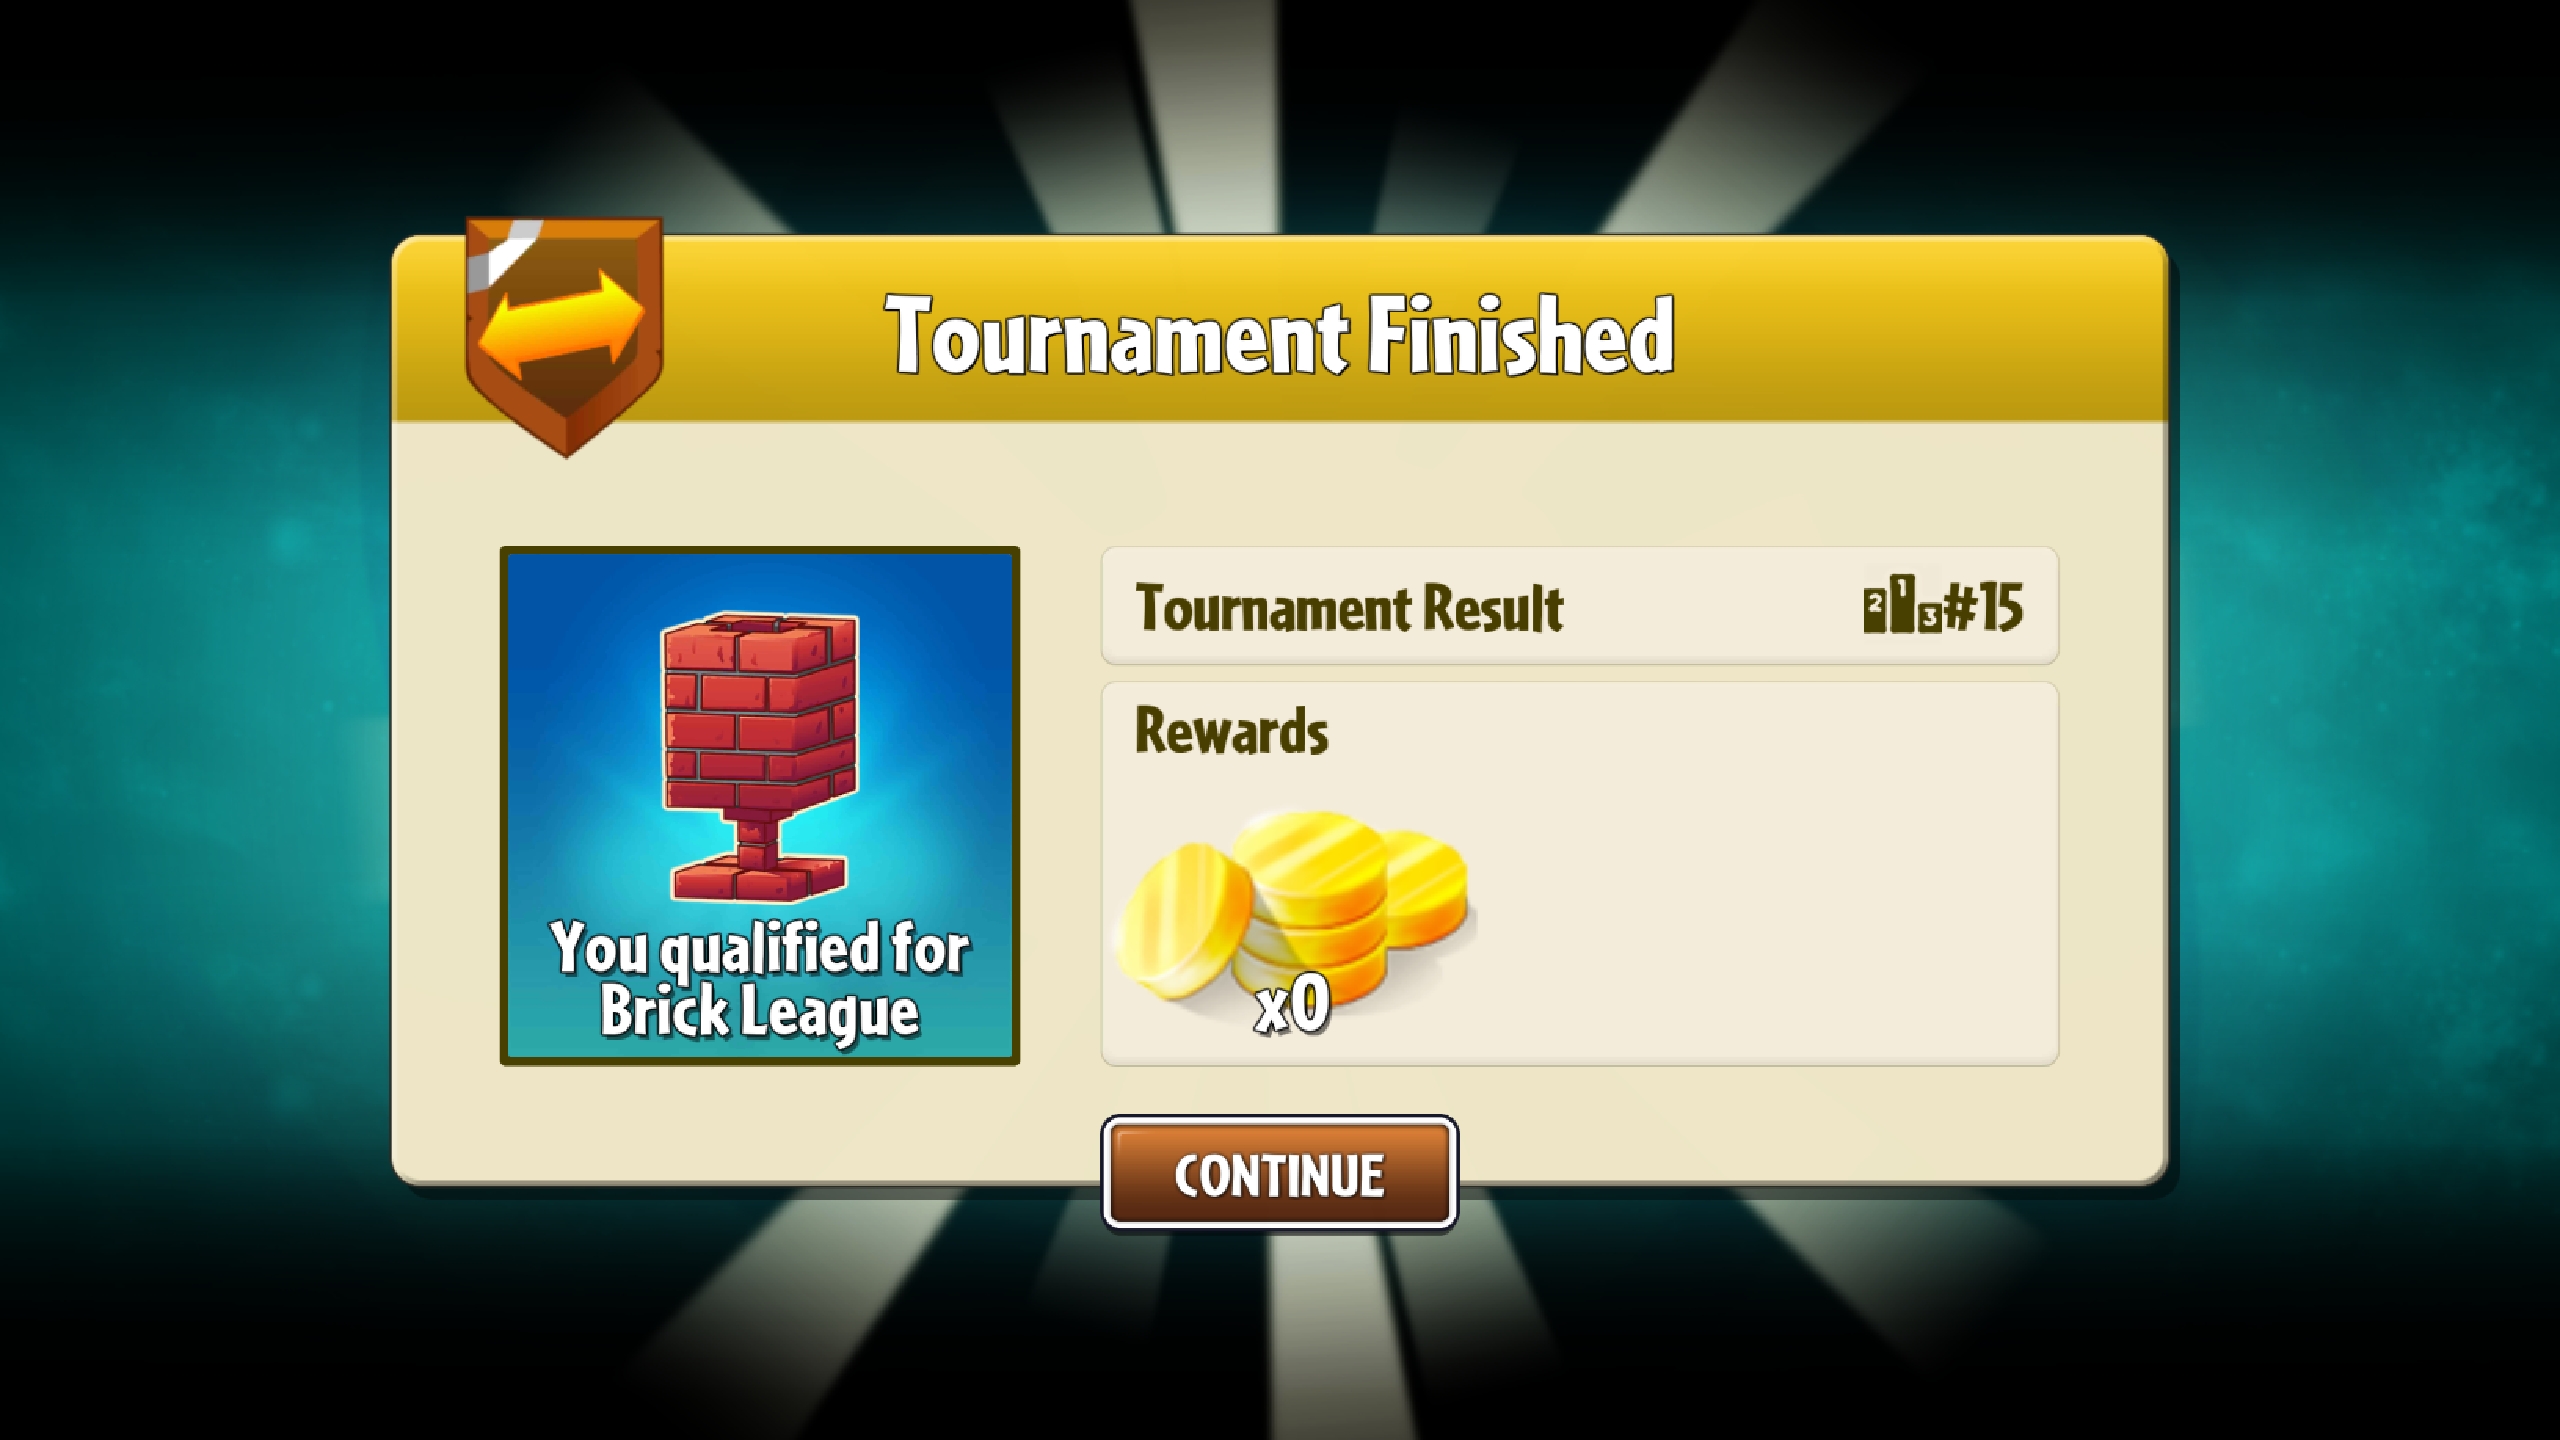 Tournament Finished
You qualified for
Brick League
Tournament Result
2 1 3 #15
Rewards
x0
CONTINUE